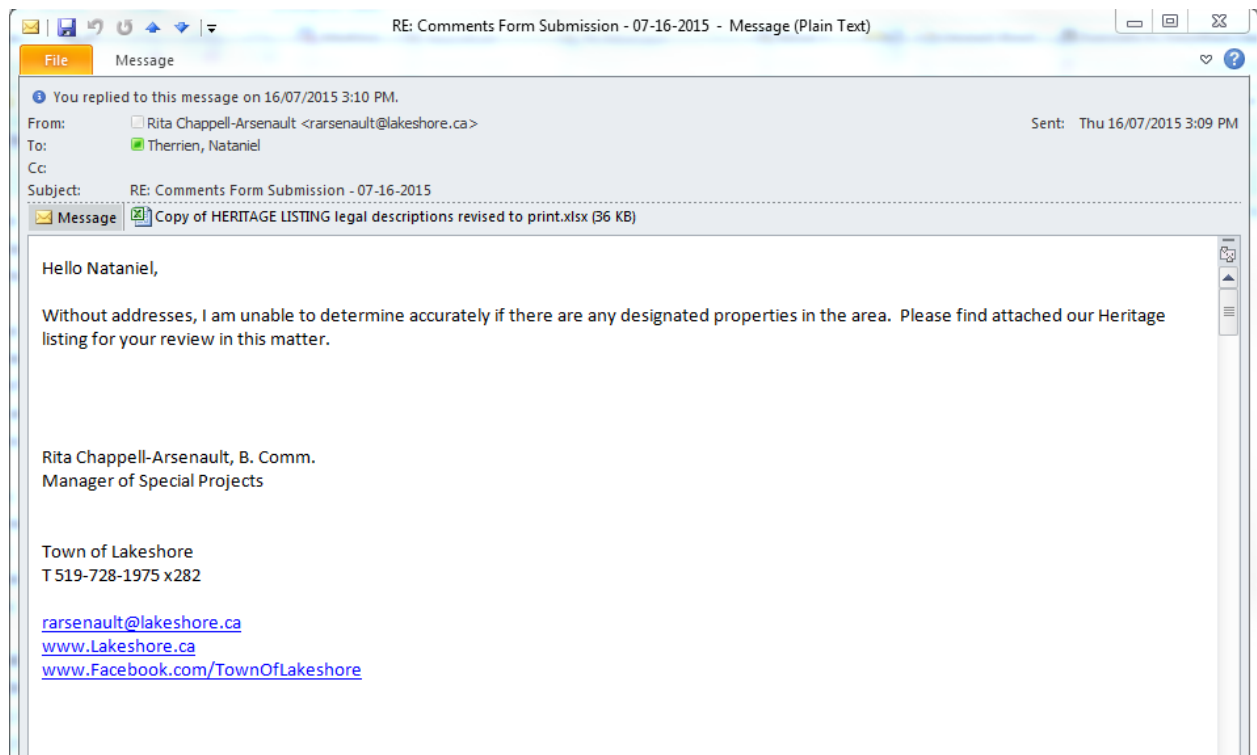 RE: Comments Form Submission - 07-16-2015 - Message (Plain Text)
File Message
You replied to this message on 16/07/2015 3:10 PM.
From: Rita Chappell-Arsenault <rarsenault@lakeshore.ca> Sent: Thu 16/07/2015 3:09 PM
To: Therrien, Nataniel
Cc:
Subject: RE: Comments Form Submission - 07-16-2015
Message Copy of HERITAGE LISTING legal descriptions revised to print.xlsx (36 KB)
Hello Nataniel,
Without addresses, I am unable to determine accurately if there are any designated properties in the area. Please find attached our Heritage
listing for your review in this matter.
Rita Chappell-Arsenault, B. Comm.
Manager of Special Projects
Town of Lakeshore
T 519-728-1975 x282
rarsenault@lakeshore.ca
www.Lakeshore.ca
www.Facebook.com/TownOfLakeshore